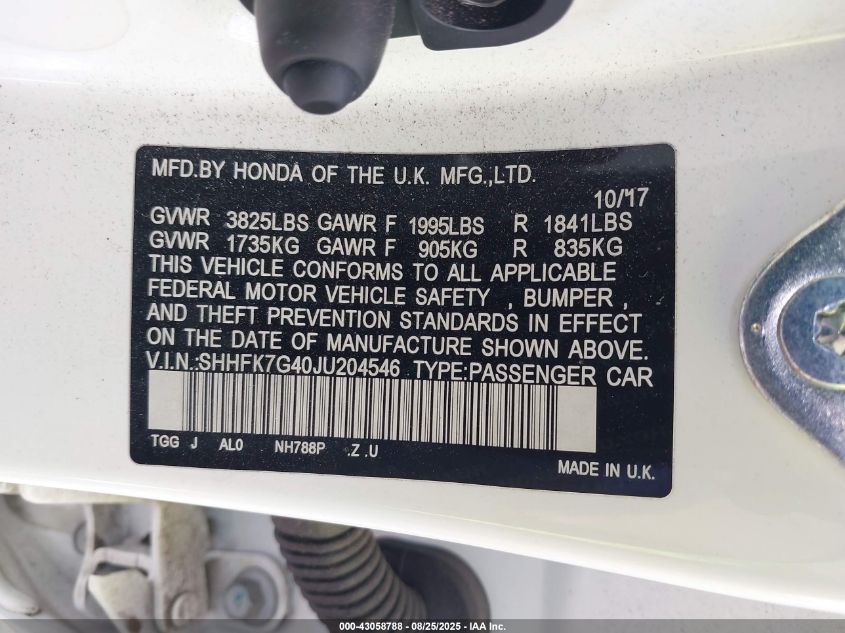 MFD.BY HONDA OF THE U.K. MFG.,LTD.
10/'17
GVWR 3825LBS GAWR F 1995LBS R 1841LBS
GVWR 1735KG GAWR F 905KG R 835KG
THIS VEHICLE CONFORMS TO ALL APPLICABLE
FEDERAL MOTOR VEHICLE SAFETY , BUMPER ,
AND THEFT PREVENTION STANDARDS IN EFFECT
ON THE DATE OF MANUFACTURE SHOWN ABOVE.
V.I.N.:SHHFK7G40JU204546 TYPE:PASSENGER CAR
TGG J AL0 NH788P .Z .U
MADE IN U.K.
000-43058788 - 08/25/2025 - IAAI.COM